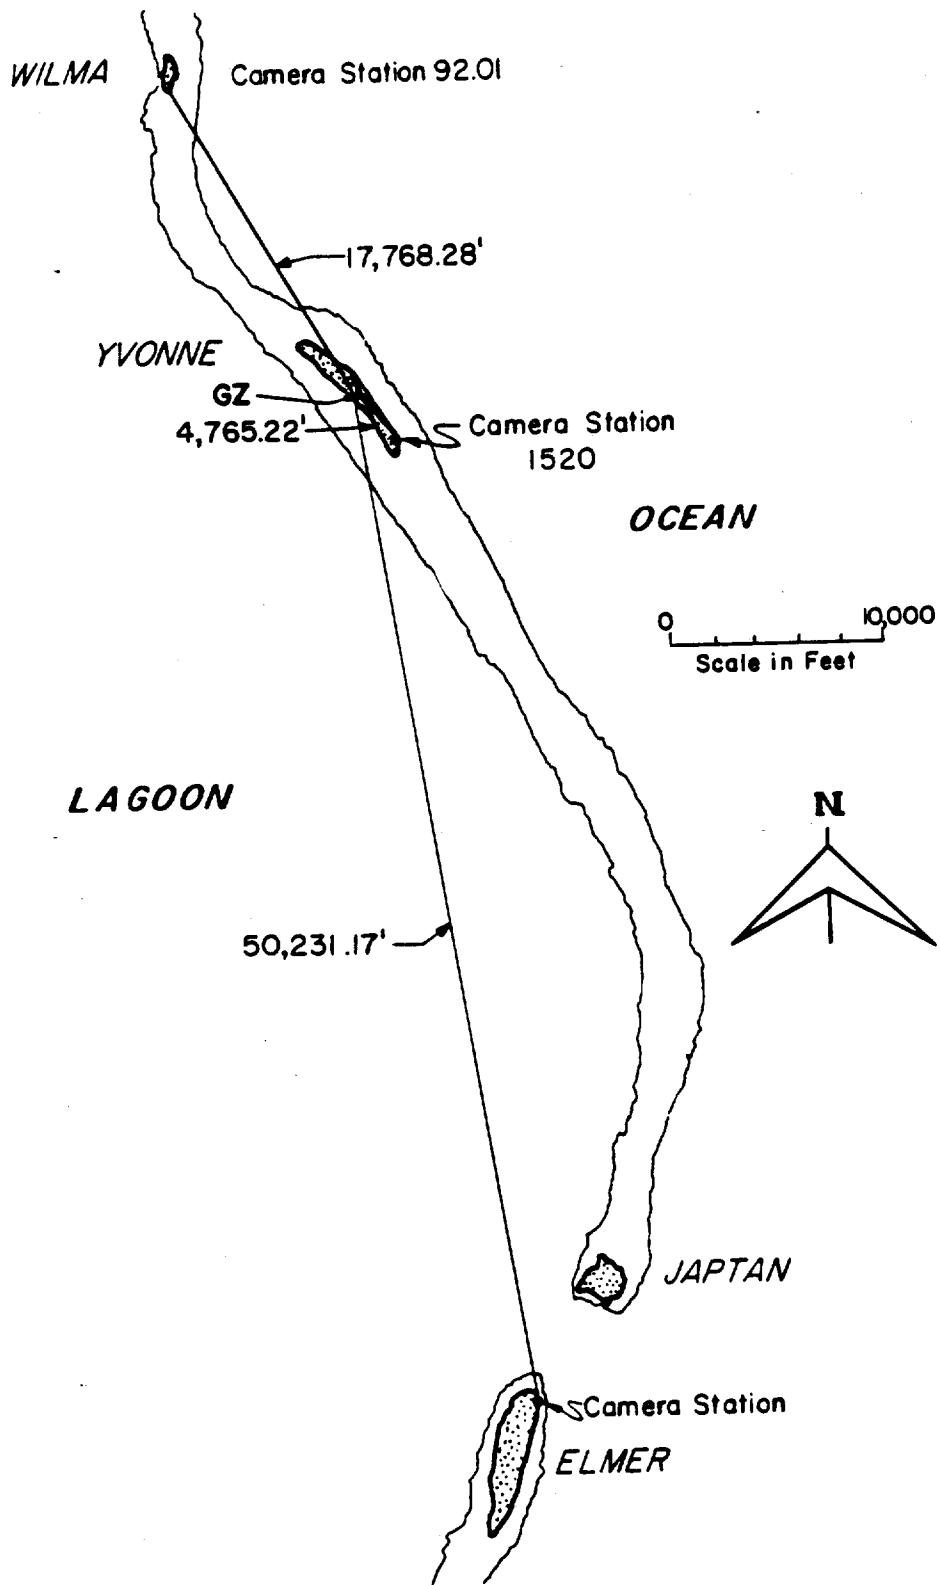 WILMA
Camera Station 92.01
17,768.28'
YVONNE
GZ
4,765.22'
Camera Station
1520
OCEAN
0 10,000
Scale in Feet
LAGOON
N
50,231.17'
JAPTAN
Camera Station
ELMER